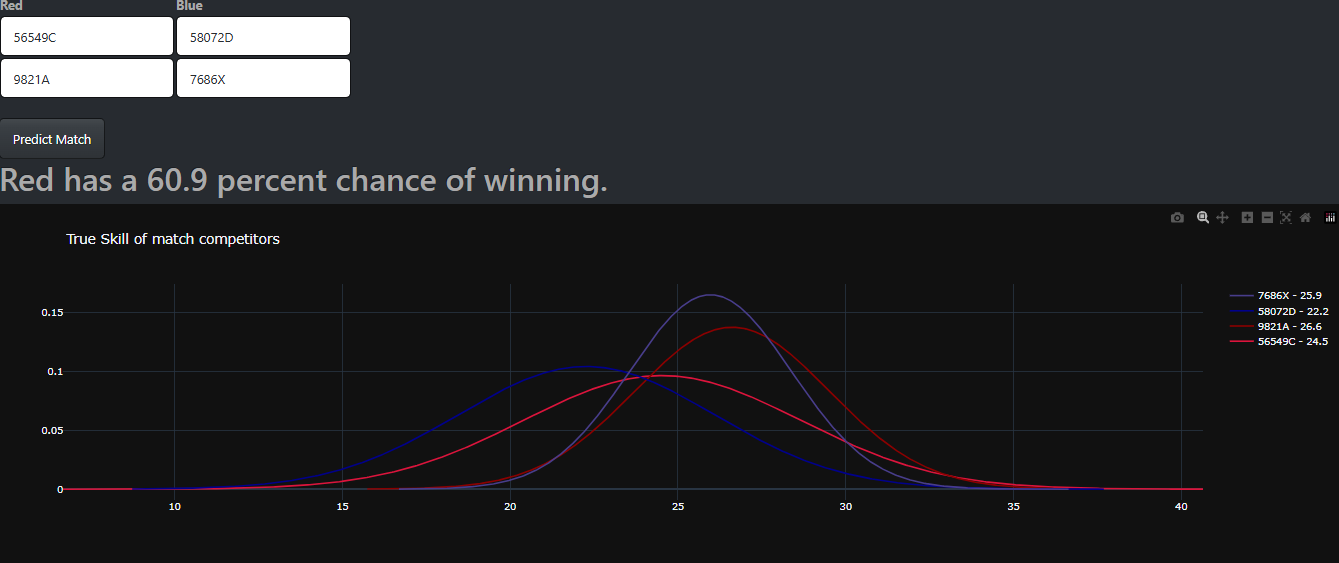 Red Blue
56549C 58072D
9821A 7686X
Predict Match
Red has a 60.9 percent chance of winning.
True Skill of match competitors
7686X - 25.9
58072D - 22.2
9821A - 26.6
56549C - 24.5
0.15
0.1
0.05
0
10 15 20 25 30 35 40